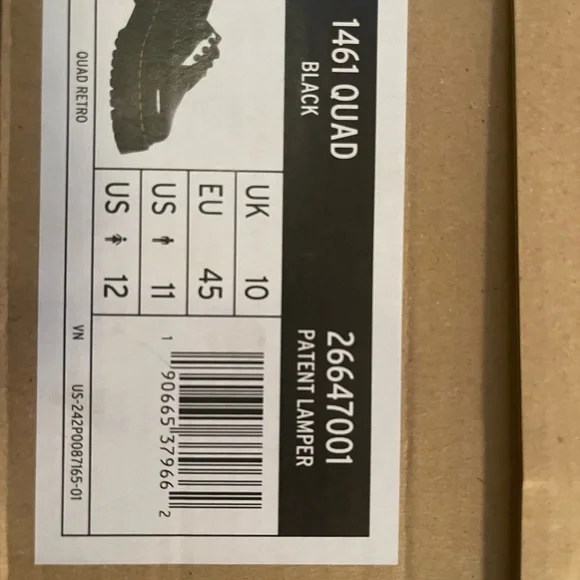 1461 QUAD 26647001
BLACK PATENT LAMPER
UK 10
EU 45
US 11
US 12
1 90665 37966 2
QUAD RETRO VN US-242P0087165-01